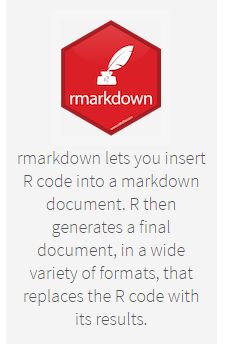 rmarkdown
rmarkdown lets you insert
R code into a markdown
document. R then
generates a final
document, in a wide
variety of formats, that
replaces the R code with
its results.